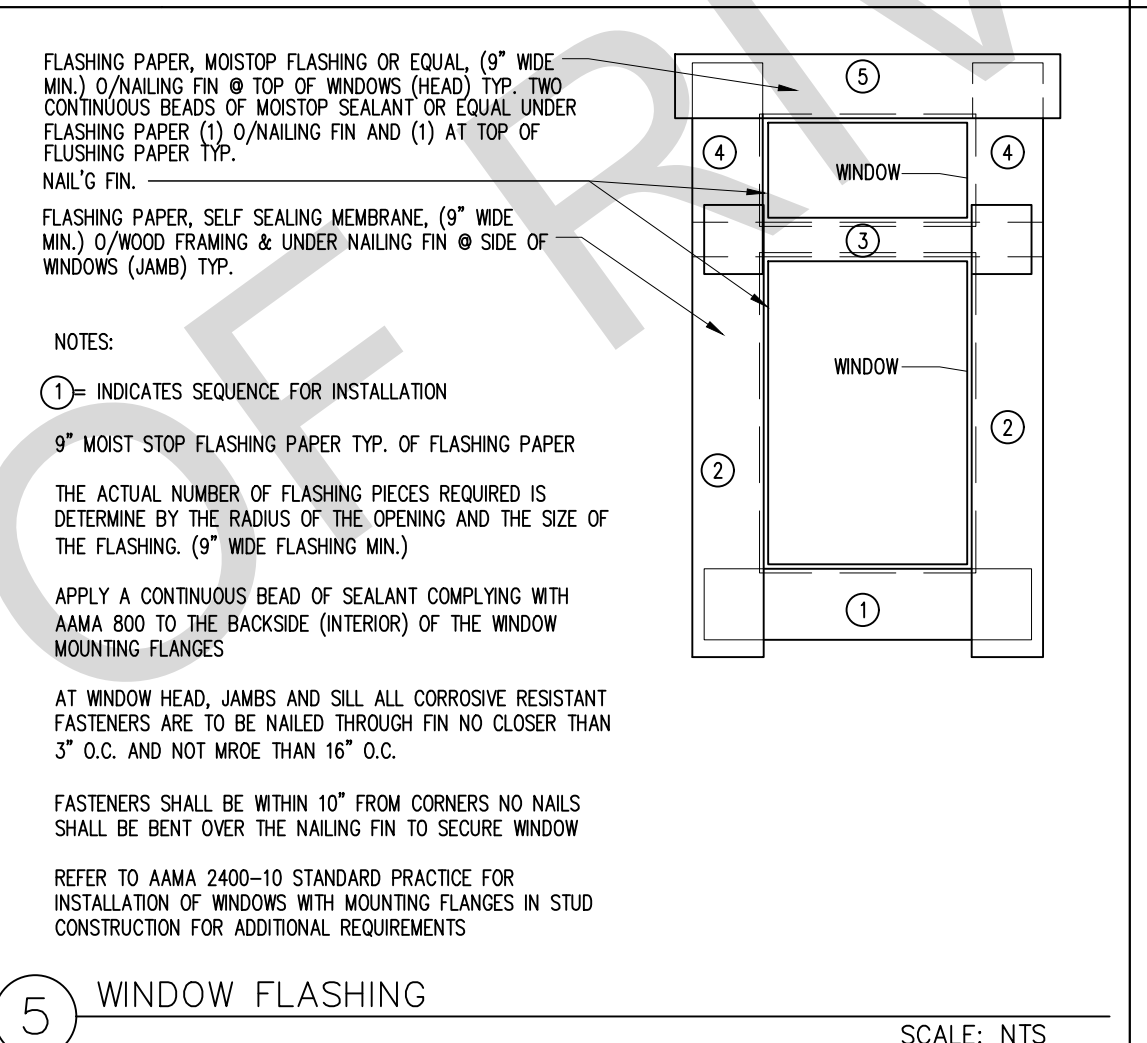 FLASHING PAPER, MOISTOP FLASHING OR EQUAL, (9" WIDE
MIN.) O/NAILING FIN @ TOP OF WINDOWS (HEAD) TYP. TWO
CONTINUOUS BEADS OF MOISTOP SEALANT OR EQUAL UNDER
FLASHING PAPER (1) O/NAILING FIN AND (1) AT TOP OF
FLUSHING PAPER TYP.
NAIL'G FIN.
FLASHING PAPER, SELF SEALING MEMBRANE, (9" WIDE
MIN.) O/WOOD FRAMING & UNDER NAILING FIN @ SIDE OF
WINDOWS (JAMB) TYP.
NOTES:
1 = INDICATES SEQUENCE FOR INSTALLATION
9" MOIST STOP FLASHING PAPER TYP. OF FLASHING PAPER
THE ACTUAL NUMBER OF FLASHING PIECES REQUIRED IS
DETERMINE BY THE RADIUS OF THE OPENING AND THE SIZE OF
THE FLASHING. (9" WIDE FLASHING MIN.)
APPLY A CONTINUOUS BEAD OF SEALANT COMPLYING WITH
AAMA 800 TO THE BACKSIDE (INTERIOR) OF THE WINDOW
MOUNTING FLANGES
AT WINDOW HEAD, JAMBS AND SILL ALL CORROSIVE RESISTANT
FASTENERS ARE TO BE NAILED THROUGH FIN NO CLOSER THAN
3" O.C. AND NOT MROE THAN 16" O.C.
FASTENERS SHALL BE WITHIN 10" FROM CORNERS NO NAILS
SHALL BE BENT OVER THE NAILING FIN TO SECURE WINDOW
REFER TO AAMA 2400-10 STANDARD PRACTICE FOR
INSTALLATION OF WINDOWS WITH MOUNTING FLANGES IN STUD
CONSTRUCTION FOR ADDITIONAL REQUIREMENTS
5
4
4
WINDOW
3
WINDOW
2
2
1
5 WINDOW FLASHING
SCALE: NTS
OF RIV